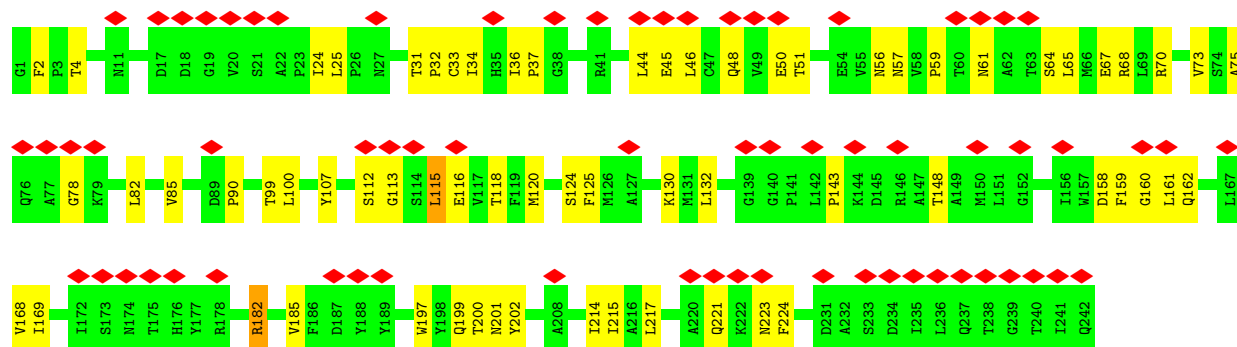 G1 F2 P3 T4 N11 D17 D18 G19 V20 S21 A22 P23 I24 L25 P26 N27 T31 P32 C33 I34 H35 I36 P37 G38 R41 L44 E45 L46 C47 Q48 V49 E50 T51 E54 V55 N56 N57 V58 P59 T60 N61 A62 T63 S64 L65 M66 E67 R68 L69 R70 V73 S74 A75
Q76 A77 G78 K79 L82 V85 D89 P90 T99 L100 Y107 S112 G113 S114 L115 E116 V117 T118 F119 M120 S124 F125 M126 A127 K130 M131 L132 G139 G140 P141 L142 P143 K144 D145 R146 A147 T148 A149 M150 L151 G152 I156 W157 D158 F159 G160 L161 Q162 L167
V168 I169 I172 S173 N174 T175 H176 Y177 R178 R182 V185 F186 D187 Y188 Y189 W197 Y198 Q199 T200 N201 Y202 A208 I214 I215 A216 L217 A220 Q221 K222 N223 F224 D231 A232 S233 D234 I235 L236 Q237 T238 G239 T240 I241 Q242